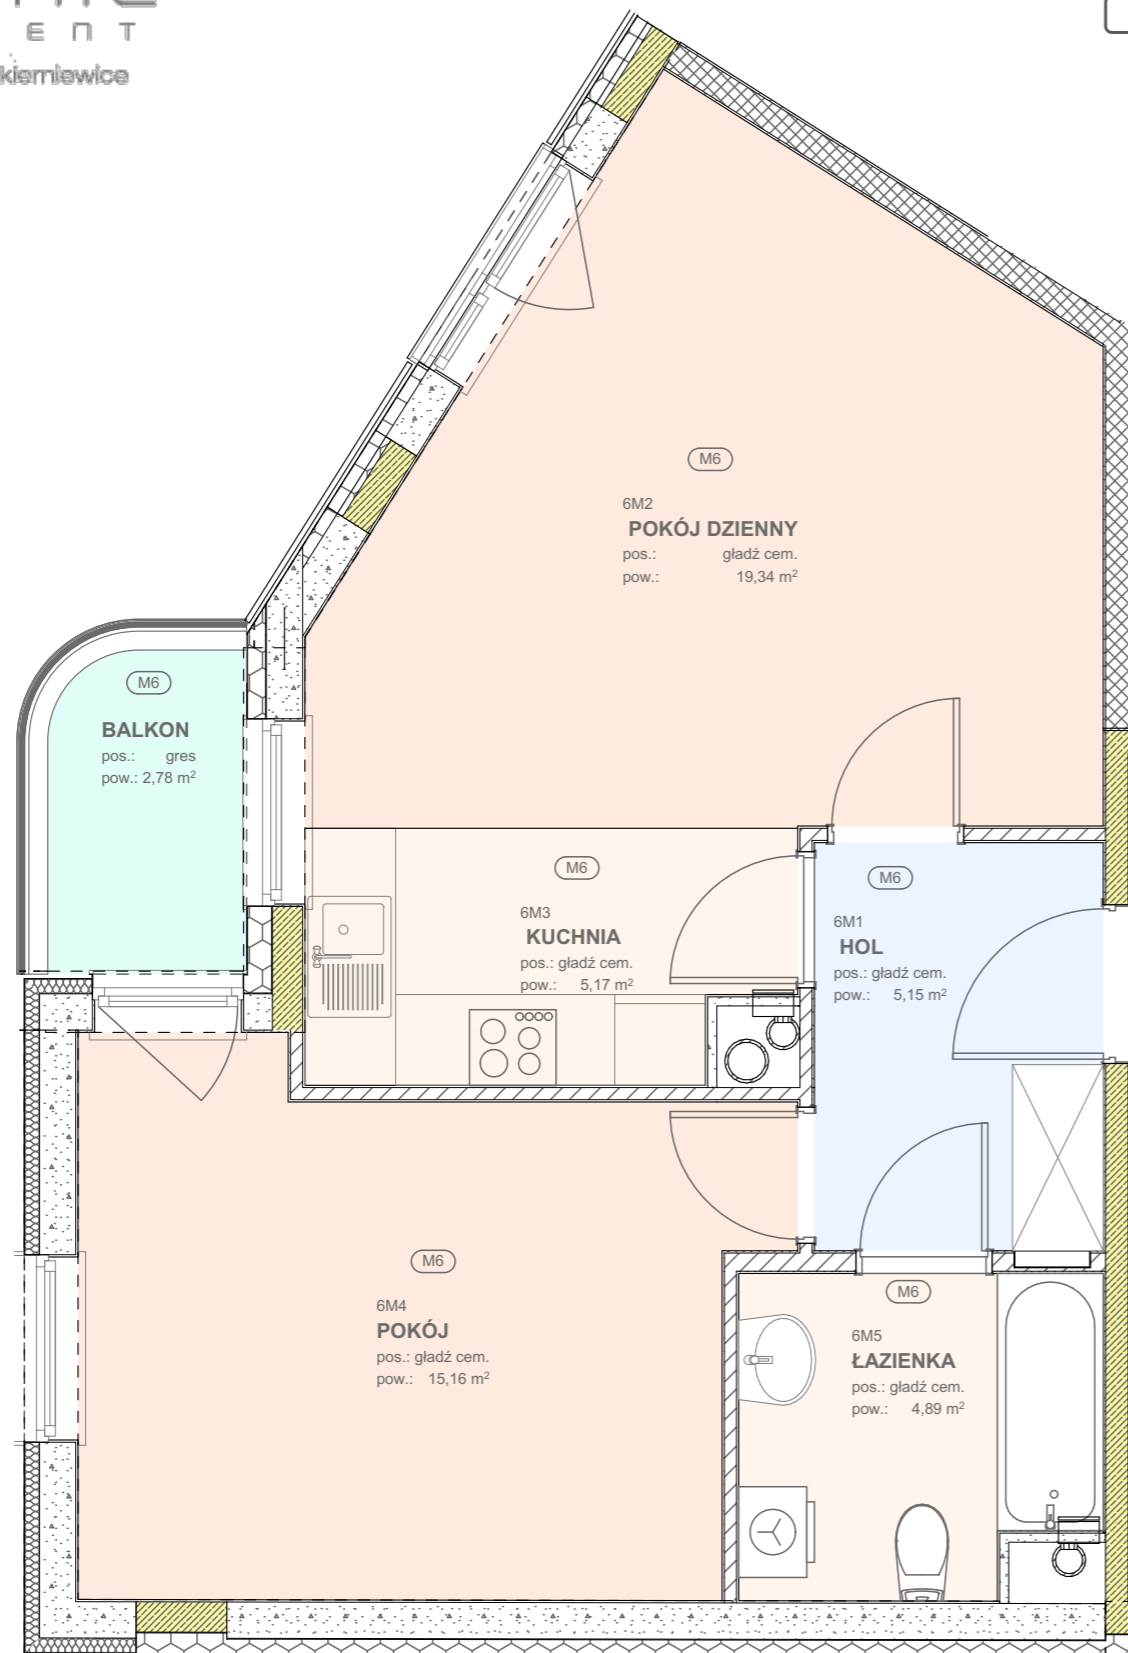 E N T
M6
6M2
POKÓJ DZIENNY
pos.: gładź cem.
pow.: 19,34 m²
M6
BALKON
pos.: gres
pow.: 2,78 m²
M6
6M3
KUCHNIA
pos.: gładź cem.
pow.: 5,17 m²
M6
6M1
HOL
pos.: gładź cem.
pow.: 5,15 m²
M6
6M4
POKÓJ
pos.: gładź cem.
pow.: 15,16 m²
M6
6M5
ŁAZIENKA
pos.: gładź cem.
pow.: 4,89 m²